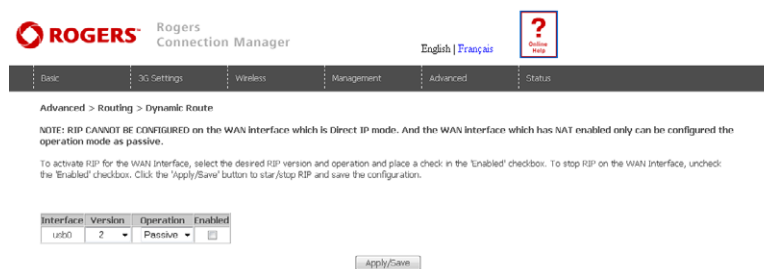 ROGERS™ Rogers
Connection Manager
English | Français
?
Online
Help
Basic 3G Settings Wireless Management Advanced Status
Advanced > Routing > Dynamic Route
NOTE: RIP CANNOT BE CONFIGURED on the WAN interface which is Direct IP mode. And the WAN interface which has NAT enabled only can be configured the
operation mode as passive.
To activate RIP for the WAN Interface, select the desired RIP version and operation and place a check in the 'Enabled' checkbox. To stop RIP on the WAN Interface, uncheck
the 'Enabled' checkbox. Click the 'Apply/Save' button to star/stop RIP and save the configuration.
Interface Version Operation Enabled
usb0 2 Passive
Apply/Save